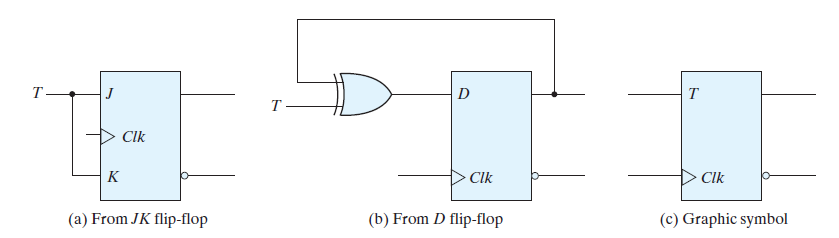 T
J
Clk
K
(a) From JK flip-flop
T
D
Clk
(b) From D flip-flop
T
Clk
(c) Graphic symbol